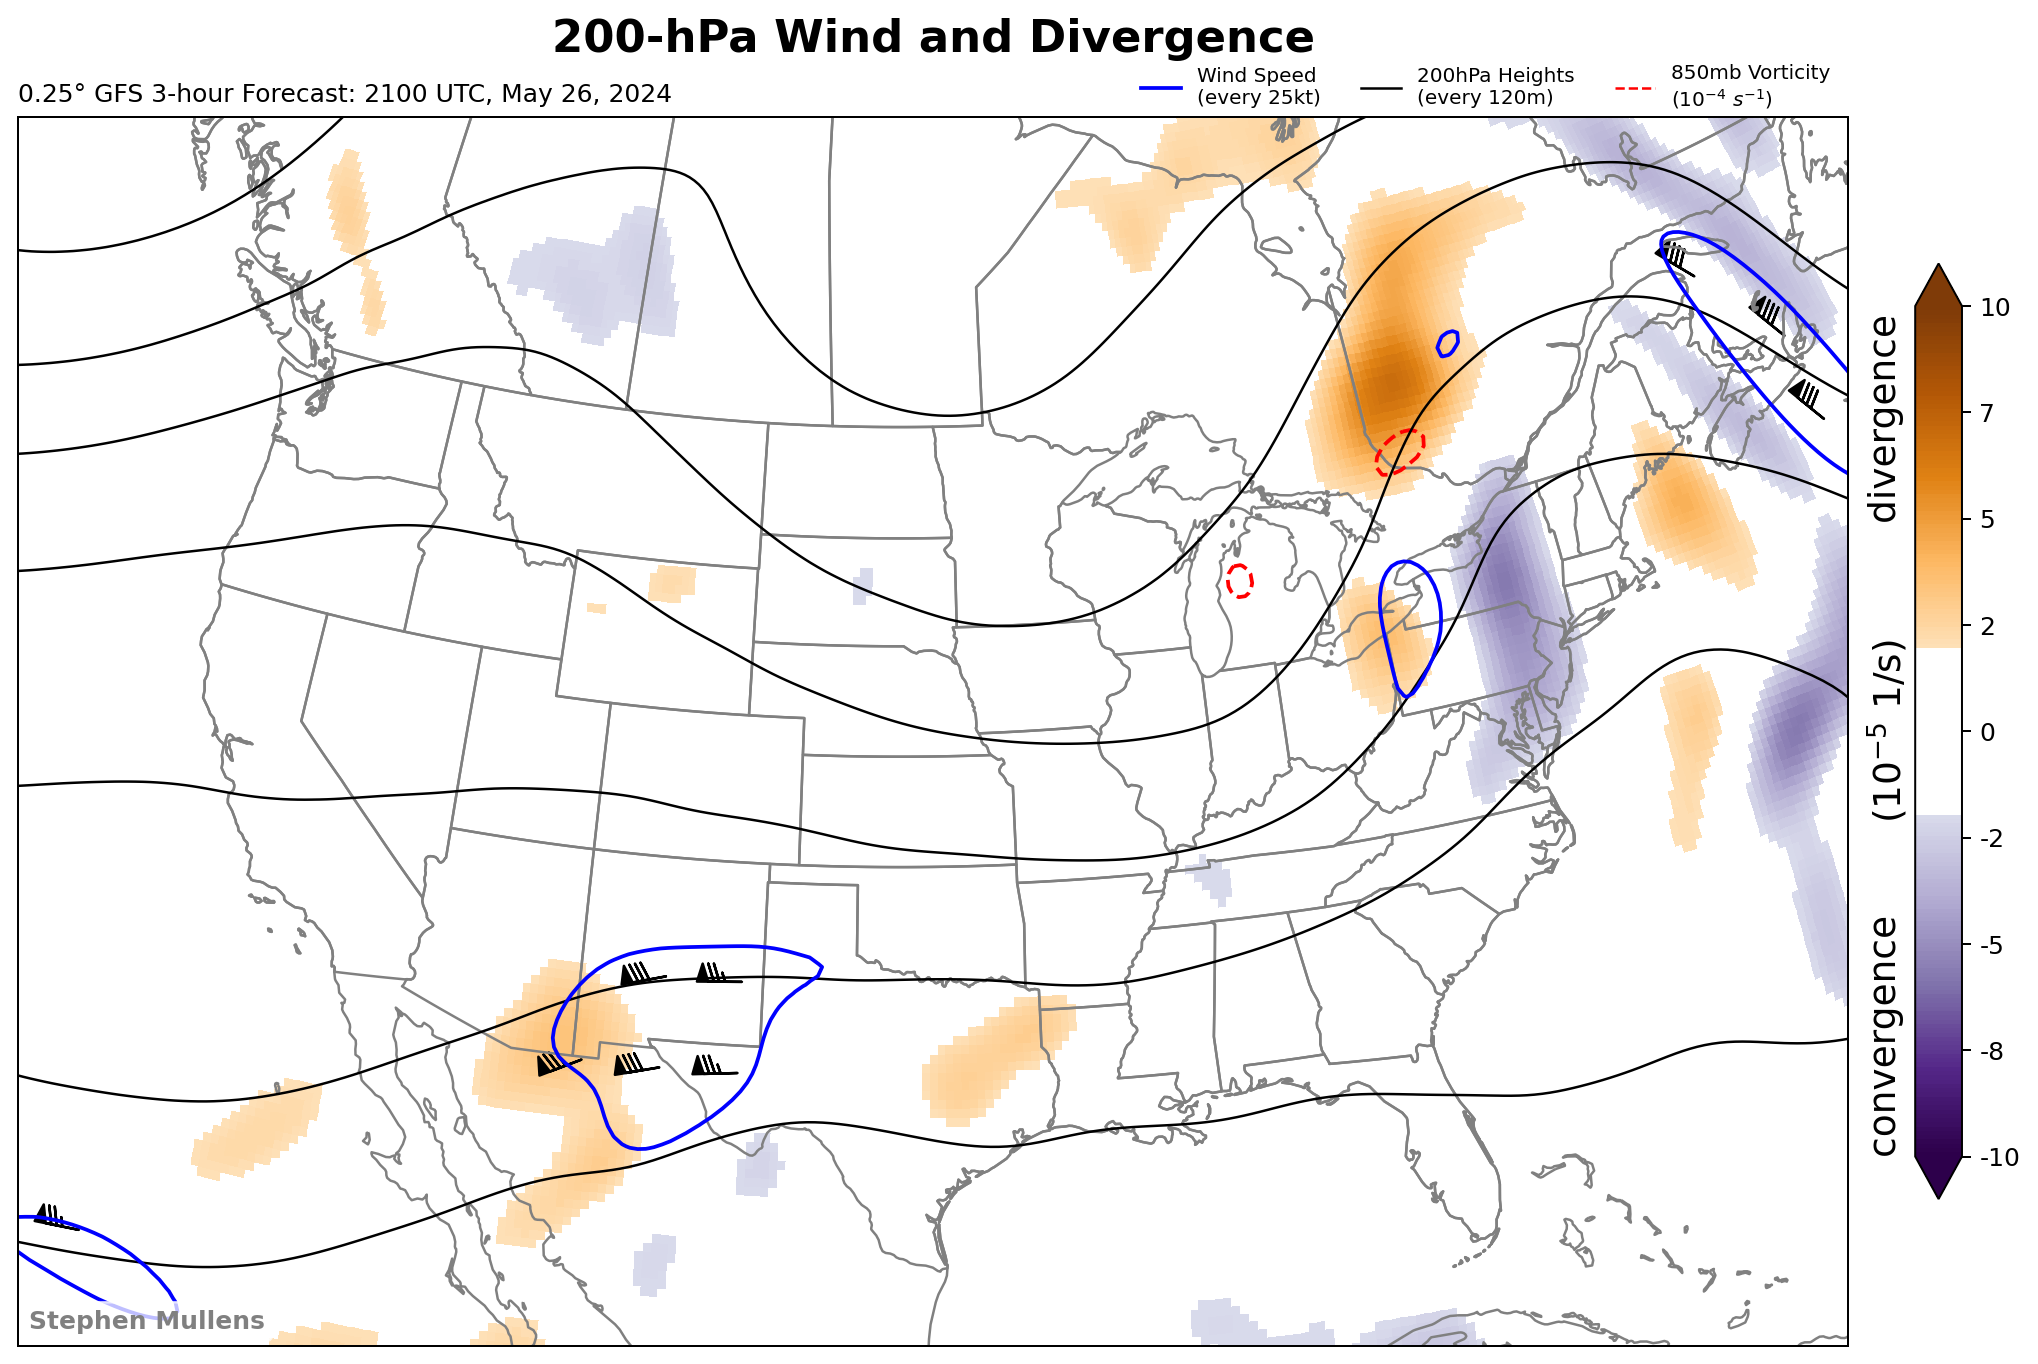 200-hPa Wind and Divergence
0.25° GFS 3-hour Forecast: 2100 UTC, May 26, 2024
Wind Speed
(every 25kt)
200hPa Heights
(every 120m)
850mb Vorticity
(10⁻⁴ s⁻¹)
10
7
5
2
0
-2
-5
-8
-10
convergence (10⁻⁵ 1/s) divergence
Stephen Mullens